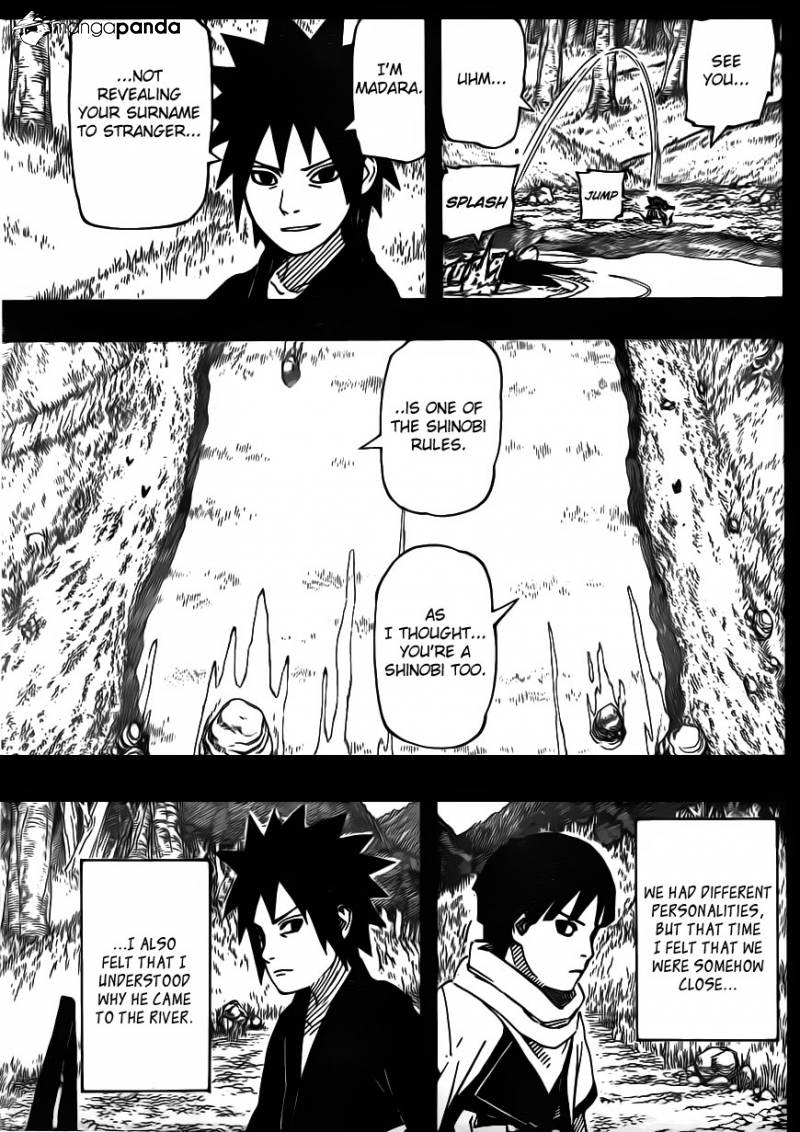 mangapanda
SEE
YOU...
UHM...
JUMP
SPLASH
I'M
MADARA.
...NOT
REVEALING
YOUR SURNAME
TO STRANGER...
..IS ONE OF
THE SHINOBI
RULES.
AS
I THOUGHT...
YOU'RE A
SHINOBI TOO.
WE HAD DIFFERENT
PERSONALITIES,
BUT THAT TIME
I FELT THAT WE
WERE SOMEHOW
CLOSE...
...I ALSO
FELT THAT I
UNDERSTOOD
WHY HE CAME
TO THE RIVER.